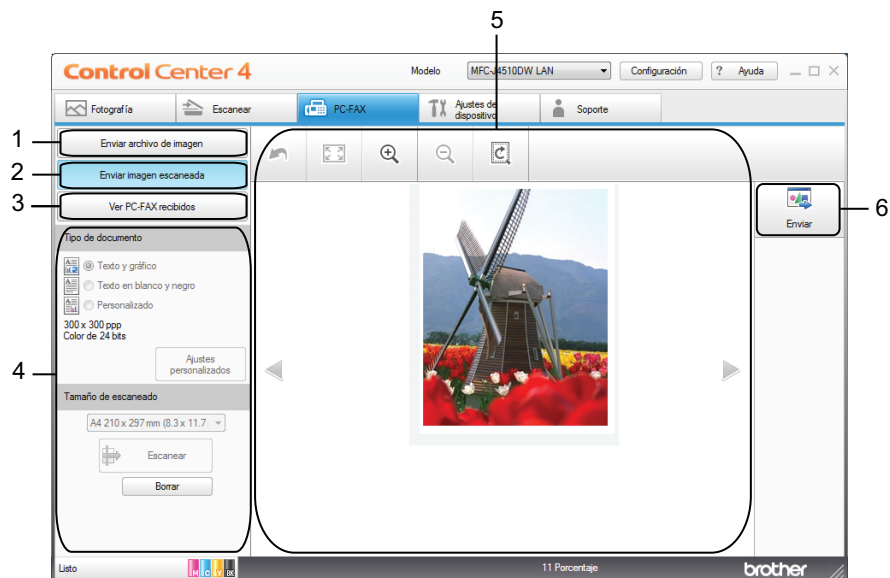 5
Control Center 4
Modelo MFC-J4510DW LAN Configuración ? Ayuda
Fotografía Escanear PC-FAX Ajustes de dispositivo Soporte
1 Enviar archivo de imagen
2 Enviar imagen escaneada
3 Ver PC-FAX recibidos
6 Enviar
Tipo de documento
Texto y gráfico
Texto en blanco y negro
Personalizado
300 x 300 ppp
Color de 24 bits
Ajustes
personalizados
4
Tamaño de escaneado
A4 210 x 297 mm (8.3 x 11.7
Escanear
Borrar
Listo M C Y BK 11 Porcentaje brother